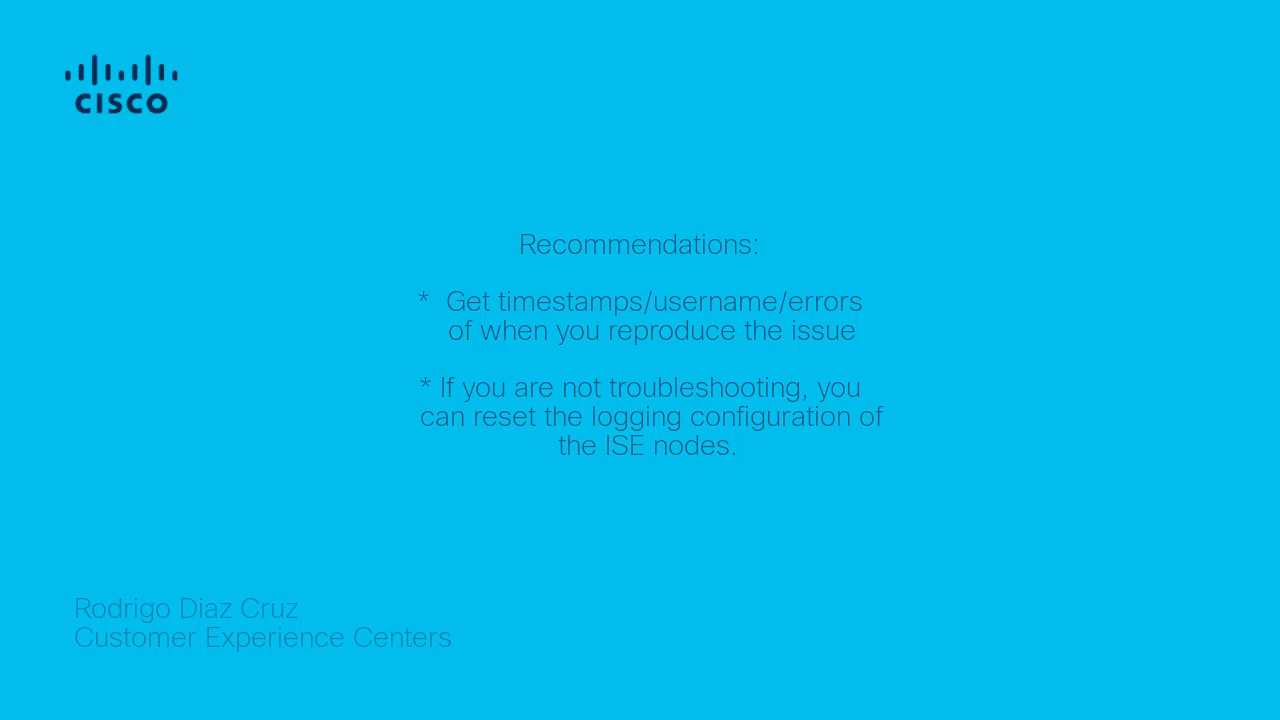 CISCO
Recommendations:
* Get timestamps/username/errors
of when you reproduce the issue
* If you are not troubleshooting, you
can reset the logging configuration of
the ISE nodes.
Rodrigo Diaz Cruz
Customer Experience Centers